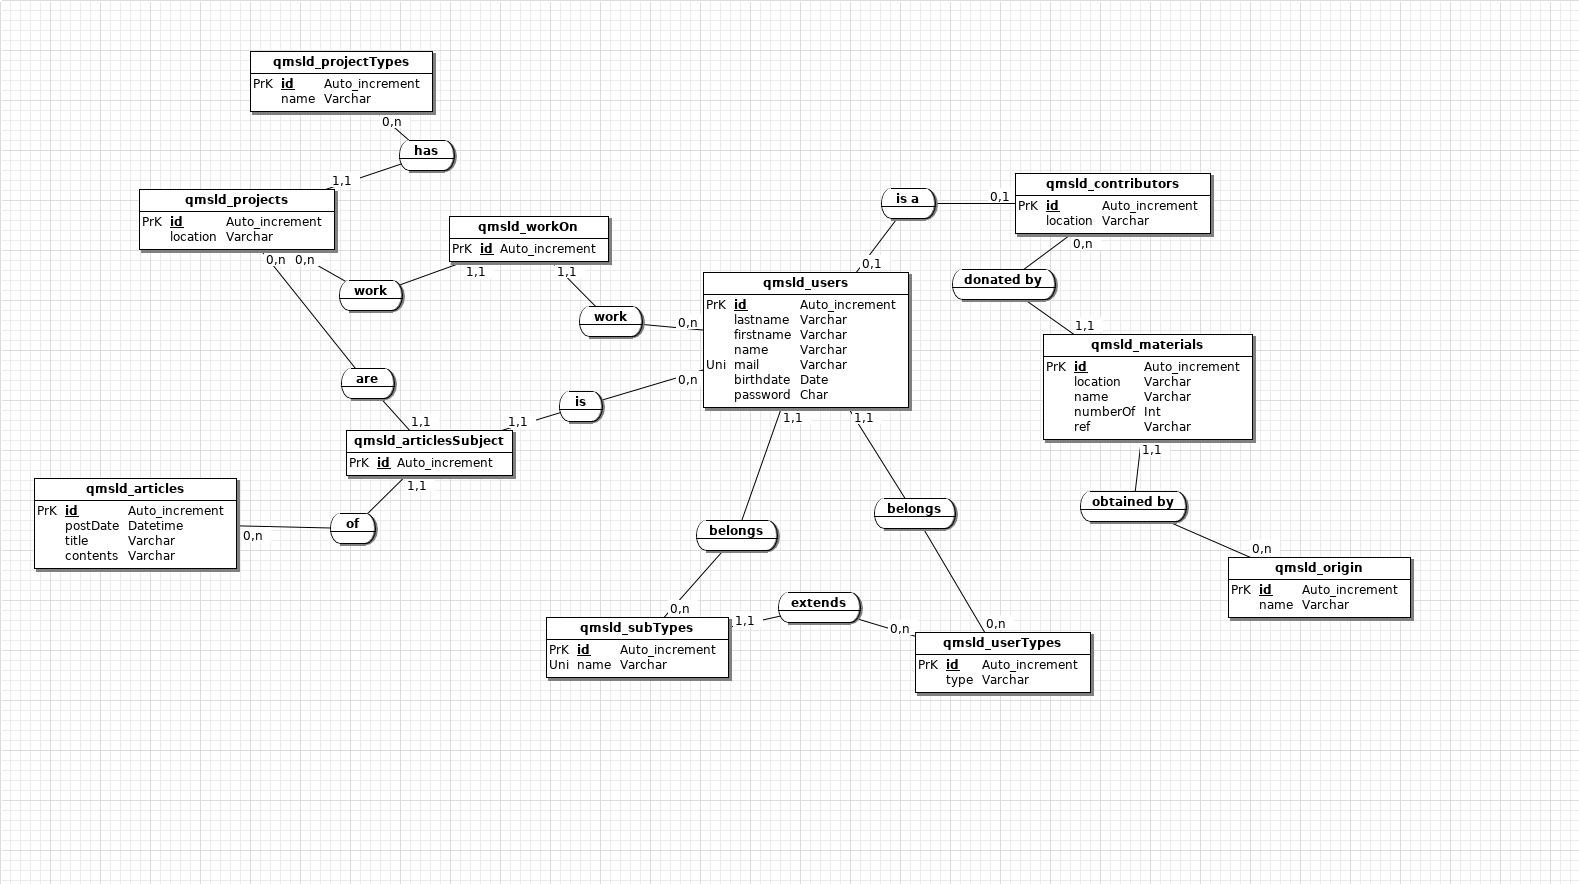 qmsld_projectTypes
PrK id Auto_increment
name Varchar
0,n
has
1,1
qmsld_projects
PrK id Auto_increment
location Varchar
0,n 0,n
work
qmsld_workOn
PrK id Auto_increment
1,1 1,1
work
0,n
is a
0,1
0,1
qmsld_contributors
PrK id Auto_increment
location Varchar
0,n
donated by
1,1
qmsld_users
PrK id Auto_increment
lastname Varchar
firstname Varchar
name Varchar
Uni mail Varchar
birthdate Date
password Char
qmsld_materials
PrK id Auto_increment
location Varchar
name Varchar
numberOf Int
ref Varchar
are
1,1
is
0,n
1,1
qmsld_articlesSubject
PrK id Auto_increment
1,1
of
0,n
qmsld_articles
PrK id Auto_increment
postDate Datetime
title Varchar
contents Varchar
1,1 1,1
belongs
belongs
0,n
0,n
1,1
obtained by
0,n
qmsld_origin
PrK id Auto_increment
name Varchar
qmsld_subTypes
PrK id Auto_increment
Uni name Varchar
1,1
extends
0,n
qmsld_userTypes
PrK id Auto_increment
type Varchar